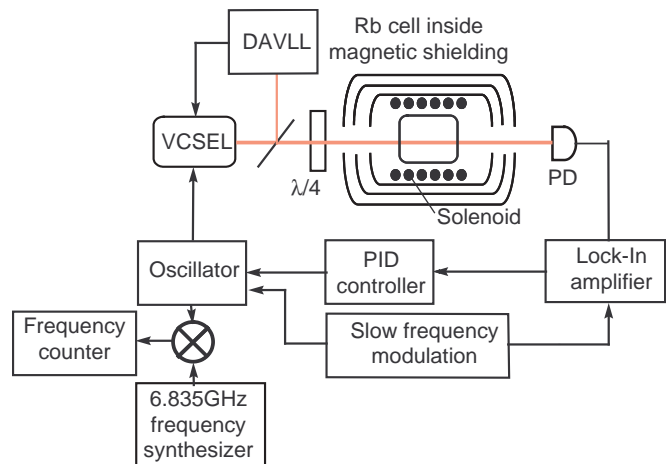 DAVLL
Rb cell inside
magnetic shielding
VCSEL
λ/4
PD
Solenoid
Oscillator
PID
controller
Lock-In
amplifier
Frequency
counter
Slow frequency
modulation
6.835GHz
frequency
synthesizer